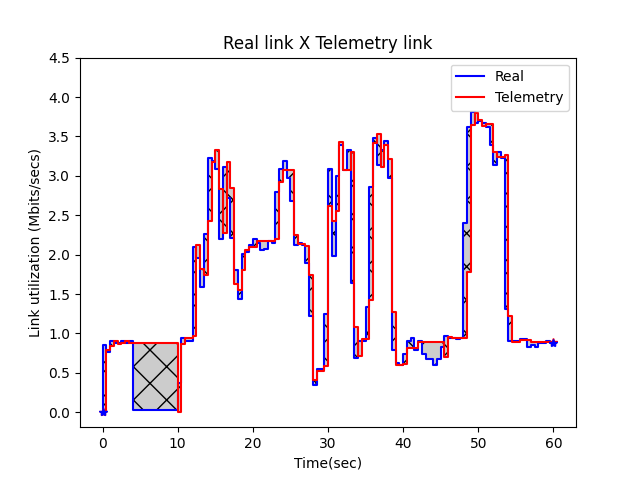 Real link X Telemetry link
Real
Telemetry
Link utilization (Mbits/secs)
4.5
4.0
3.5
3.0
2.5
2.0
1.5
1.0
0.5
0.0
0 10 20 30 40 50 60
Time(sec)